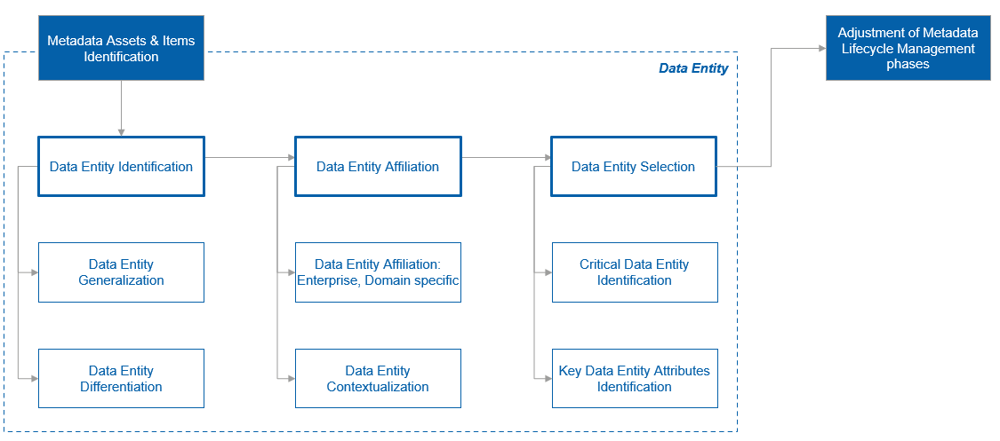 Metadata Assets & Items
Identification
Adjustment of Metadata
Lifecycle Management
phases
Data Entity
Data Entity Identification
Data Entity Affiliation
Data Entity Selection
Data Entity
Generalization
Data Entity Affiliation:
Enterprise, Domain specific
Critical Data Entity
Identification
Data Entity
Differentiation
Data Entity
Contextualization
Key Data Entity Attributes
Identification